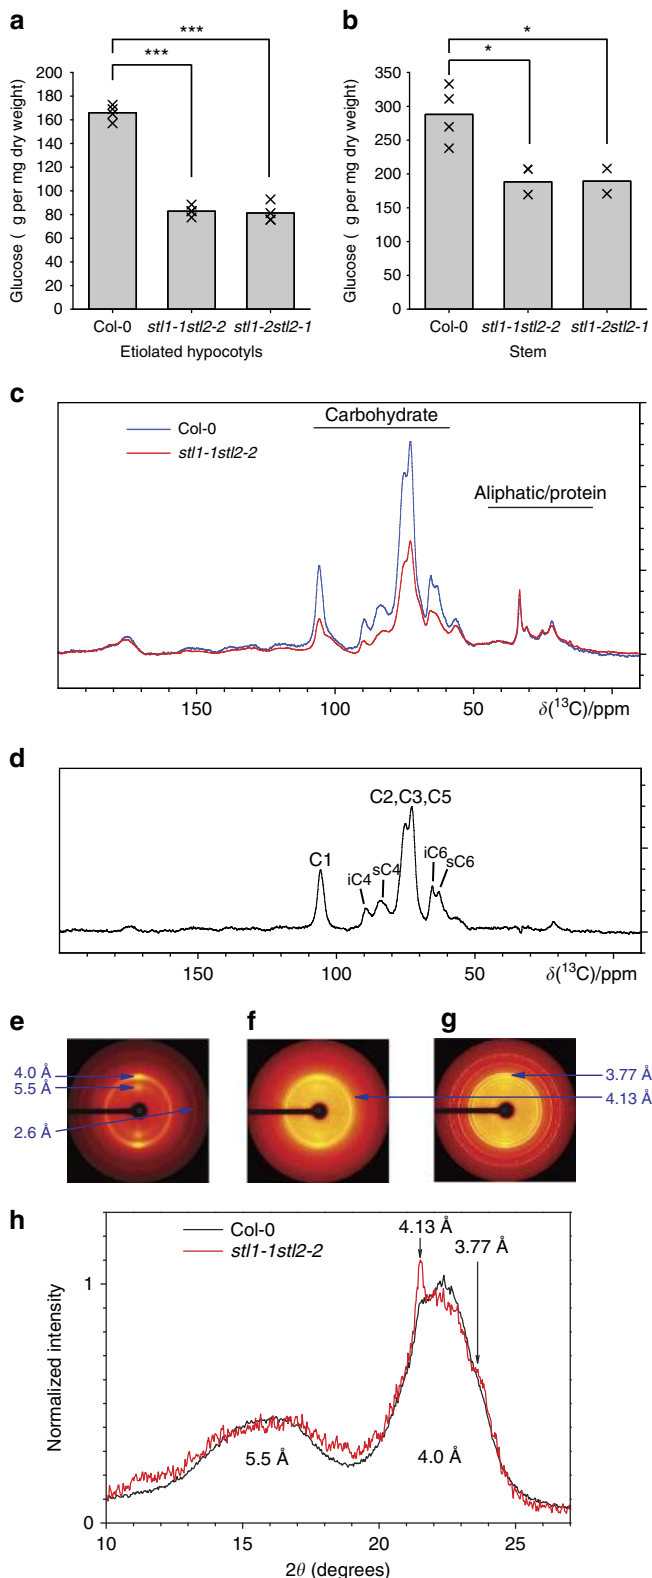 a
***
***
Glucose ( g per mg dry weight)
200
180
160
140
120
100
80
60
40
20
0
Col-0
stl1-1stl2-2
stl1-2stl2-1
Etiolated hypocotyls
b
*
*
Glucose ( g per mg dry weight)
350
300
250
200
150
100
50
0
Col-0
stl1-1stl2-2
stl1-2stl2-1
Stem
c
Col-0
stl1-1stl2-2
Carbohydrate
Aliphatic/protein
150
100
50
δ(¹³C)/ppm
d
C2,C3,C5
C1
iC4
sC4
iC6
sC6
150
100
50
δ(¹³C)/ppm
e
4.0 Å
5.5 Å
2.6 Å
f
g
3.77 Å
4.13 Å
h
Col-0
stl1-1stl2-2
4.13 Å
3.77 Å
5.5 Å
4.0 Å
Normalized intensity
1
0
10
15
20
25
2θ (degrees)